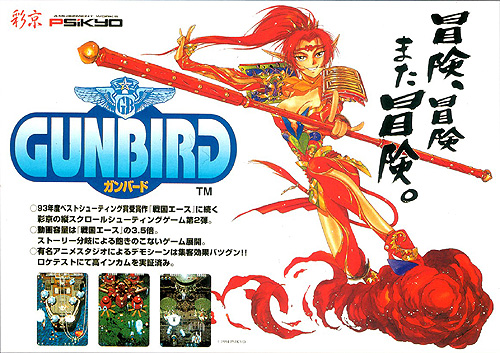 彩京
AMUSEMENT WORKS
PSiKYO
GB
GUNBIRD
ガンバード
TM
冒険、冒険
また冒険。
○93年度ベストシューティング賞受賞作『戦国エース』に続く
彩京の縦スクロールシューティングゲーム第2弾。
○動画容量は『戦国エース』の3.5倍。
ストーリー分岐による飽きのこないゲーム展開。
○有名アニメスタジオによるデモシーンは集客効果バツグン!!
ロケテストにて高インカムを実証済み。